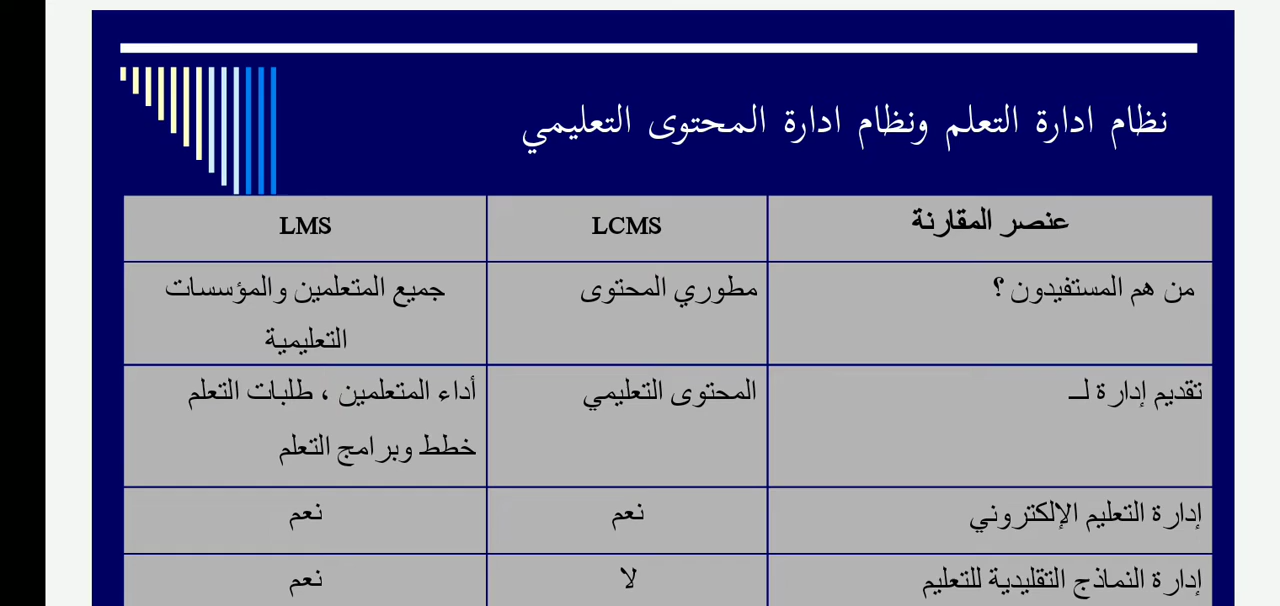 نظام ادارة التعلم ونظام ادارة المحتوى التعليمي
عنصر المقارنة
LCMS
LMS
من هم المستفيدون ؟
مطوري المحتوى
جميع المتعلمين والمؤسسات
التعليمية
تقديم إدارة لــ
المحتوى التعليمي
أداء المتعلمين ، طلبات التعلم
خطط وبرامج التعلم
إدارة التعليم الإلكتروني
نعم
نعم
إدارة النماذج التقليدية للتعليم
لا
نعم